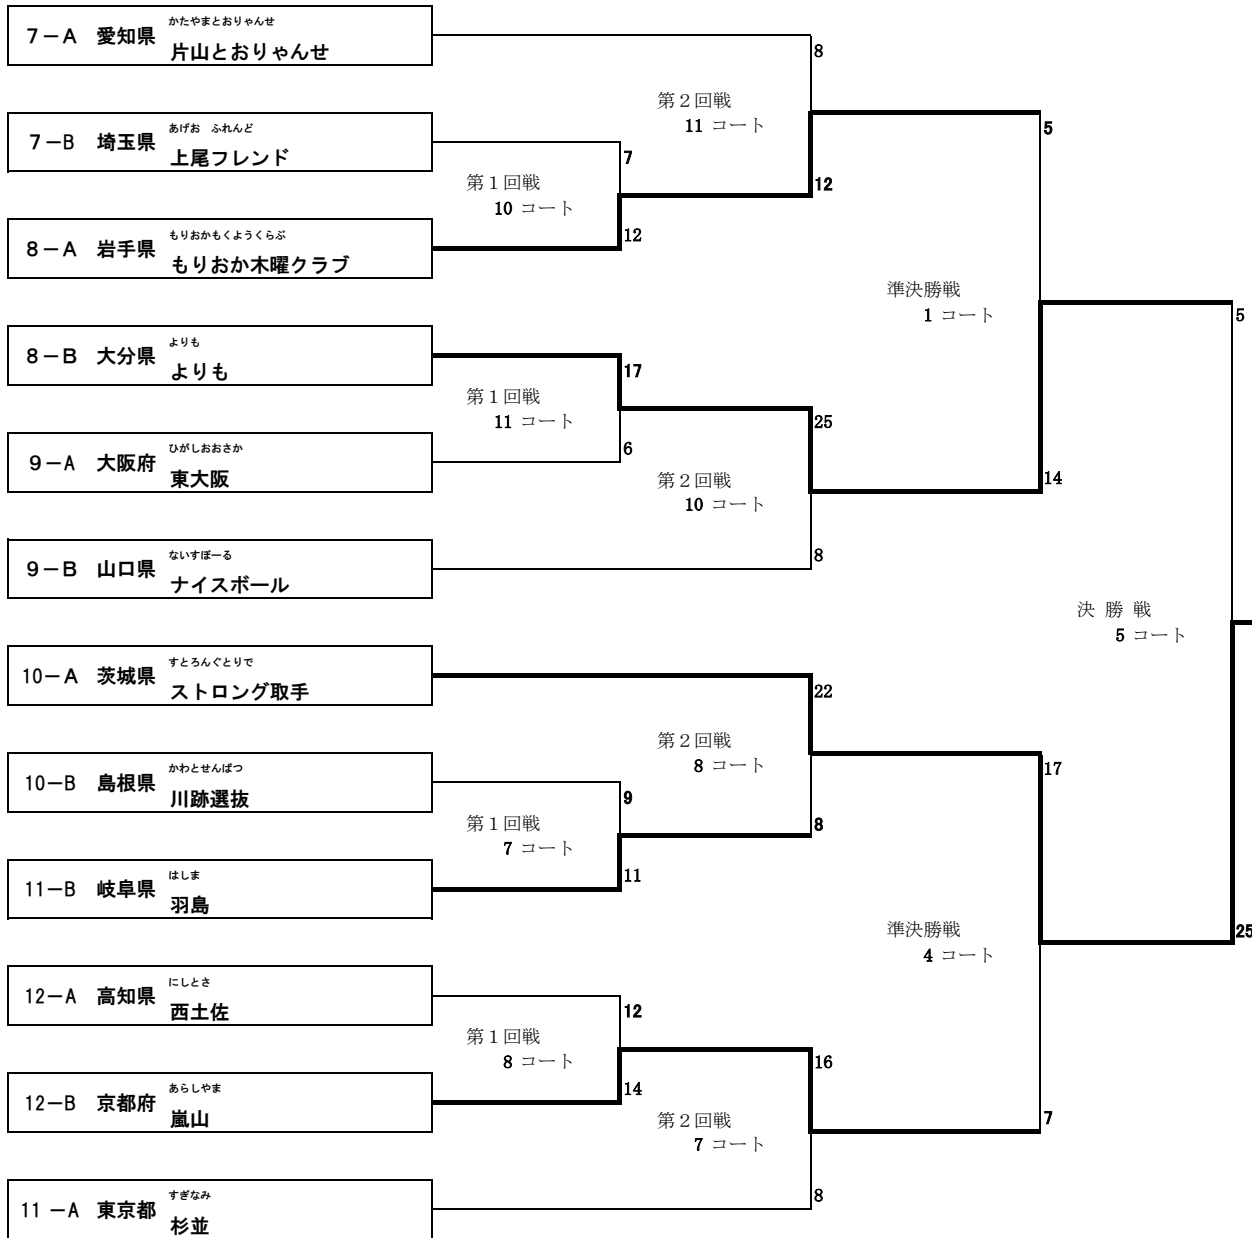 かたやまとおりゃんせ
7－A 愛知県 片山とおりゃんせ
8
第２回戦
11 コート
5
あげお ふれんど
7－B 埼玉県 上尾フレンド
7
第１回戦
10 コート
12
もりおかもくようくらぶ
8－A 岩手県 もりおか木曜クラブ
12
準決勝戦
1 コート
5
よりも
8－B 大分県 よりも
17
第１回戦
11 コート
25
ひがしおおさか
9－A 大阪府 東大阪
6
第２回戦
10 コート
14
ないすぼーる
9－B 山口県 ナイスボール
8
決 勝 戦
5 コート
すとろんぐとりで
10－A 茨城県 ストロング取手
22
第２回戦
8 コート
17
かわとせんばつ
10－B 島根県 川跡選抜
9
第１回戦
7 コート
8
はしま
11－B 岐阜県 羽島
11
準決勝戦
4 コート
25
にしとさ
12－A 高知県 西土佐
12
第１回戦
8 コート
16
あらしやま
12－B 京都府 嵐山
14
第２回戦
7 コート
7
すぎなみ
11 －A 東京都 杉並
8